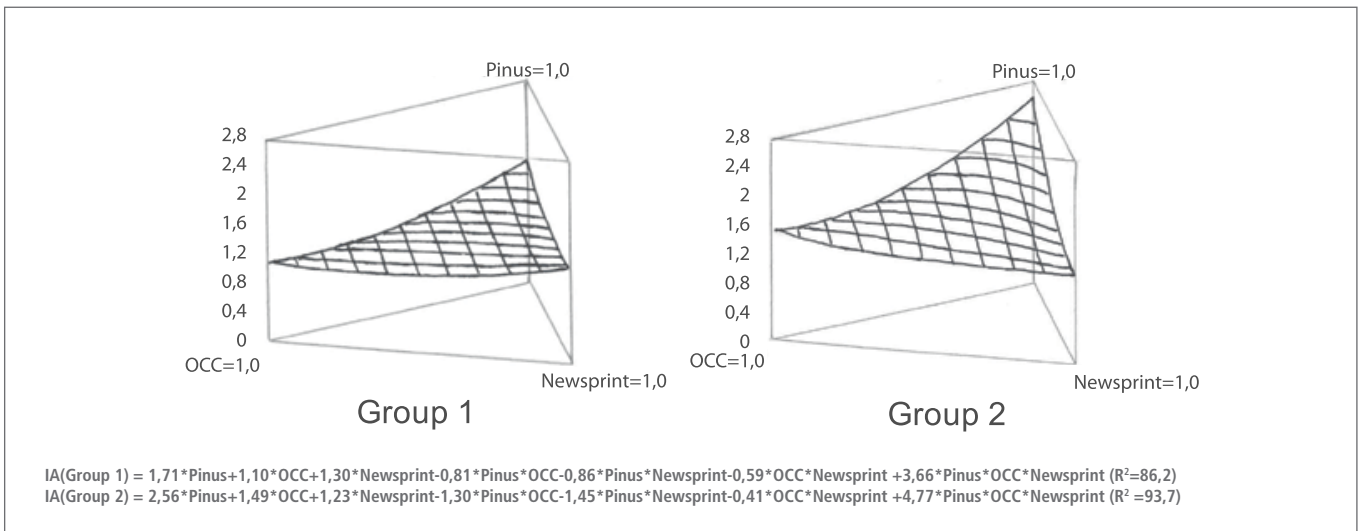 Pinus=1,0
2,8
2,4
2
1,6
1,2
0,8
0,4
0
OCC=1,0
Newsprint=1,0
Group 1
Pinus=1,0
2,8
2,4
2
1,6
1,2
0,8
0,4
0
OCC=1,0
Newsprint=1,0
Group 2
IA(Group 1) = 1,71*Pinus+1,10*OCC+1,30*Newsprint-0,81*Pinus*OCC-0,86*Pinus*Newsprint-0,59*OCC*Newsprint +3,66*Pinus*OCC*Newsprint (R²=86,2)
IA(Group 2) = 2,56*Pinus+1,49*OCC+1,23*Newsprint-1,30*Pinus*OCC-1,45*Pinus*Newsprint-0,41*OCC*Newsprint +4,77*Pinus*OCC*Newsprint (R² =93,7)